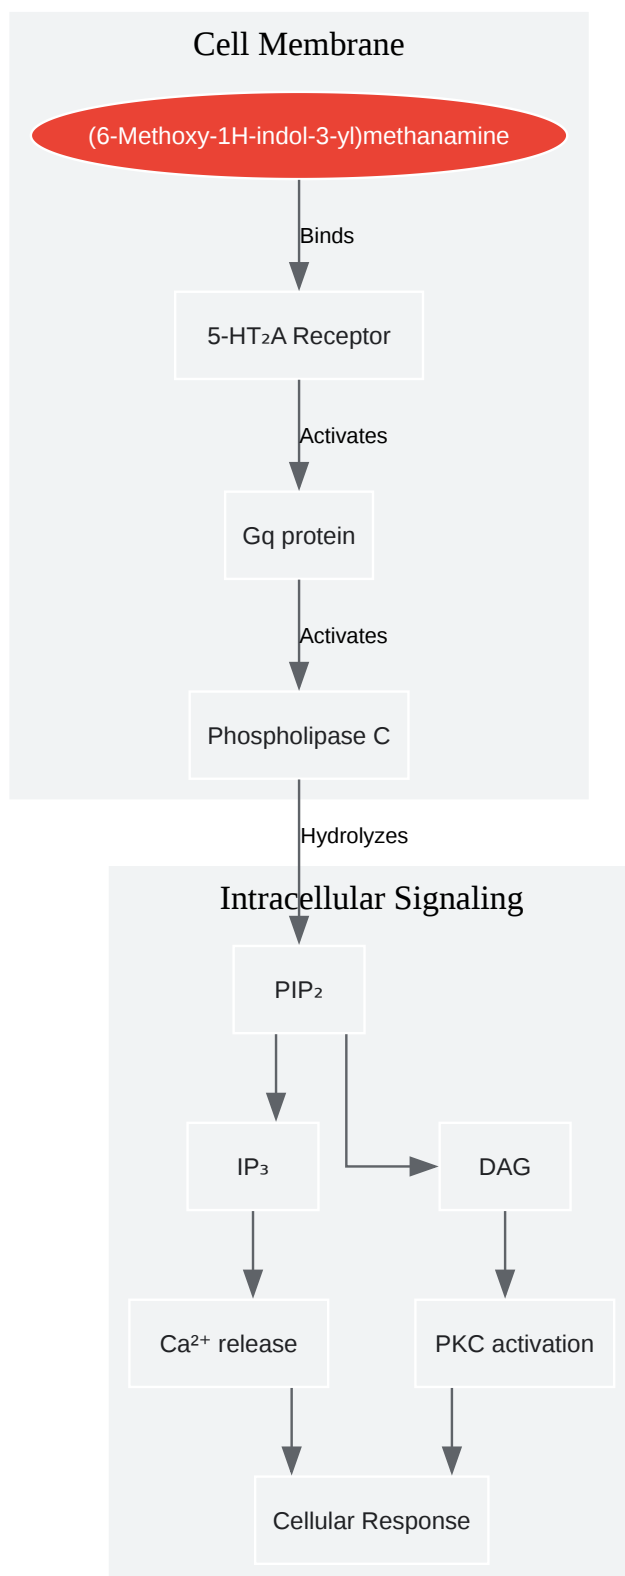 Cell Membrane
(6-Methoxy-1H-indol-3-yl)methanamine
Binds
5-HT₂A Receptor
Activates
Gq protein
Activates
Phospholipase C
Hydrolyzes
Intracellular Signaling
PIP₂
IP₃
DAG
Ca²⁺ release
PKC activation
Cellular Response